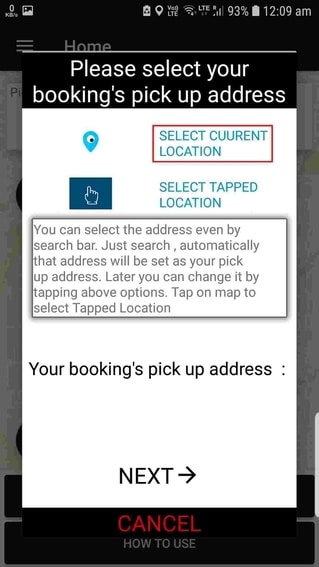 0
KB/s
Vo))
LTE
LTE
93%
12:09 am
Home
Please select your
booking's pick up address
SELECT CUURENT
LOCATION
SELECT TAPPED
LOCATION
You can select the address even by
search bar. Just search , automatically
that address will be set as your pick
up address. Later you can change it by
tapping above options. Tap on map to
select Tapped Location
Your booking's pick up address  :
NEXT
CANCEL
HOW TO USE